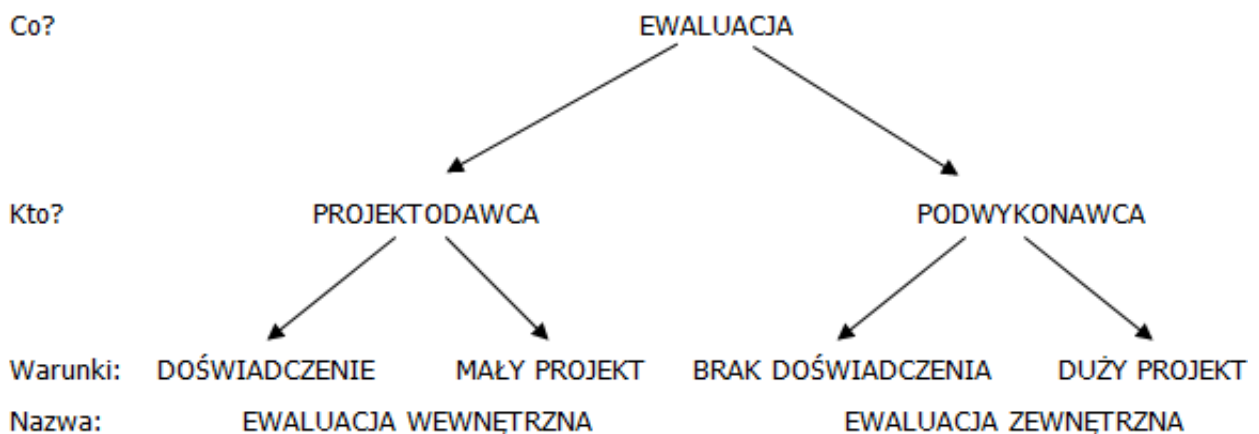 Co? EWALUACJA
Kto? PROJEKTODAWCA PODWYKONAWCA
Warunki: DOŚWIADCZENIE MAŁY PROJEKT BRAK DOŚWIADCZENIA DUŻY PROJEKT
Nazwa: EWALUACJA WEWNĘTRZNA EWALUACJA ZEWNĘTRZNA